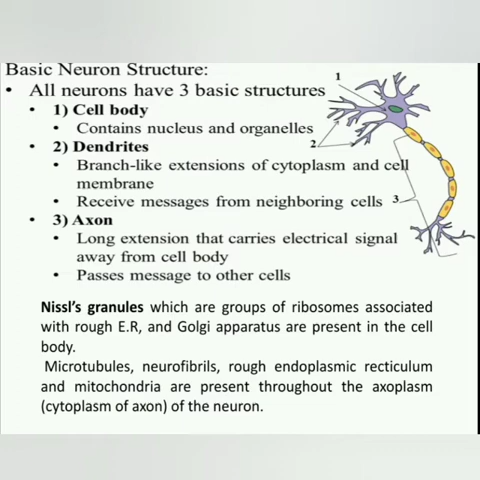 Basic Neuron Structure:
• All neurons have 3 basic structures
• 1) Cell body
• Contains nucleus and organelles
• 2) Dendrites
• Branch-like extensions of cytoplasm and cell
membrane
• Receive messages from neighboring cells
• 3) Axon
• Long extension that carries electrical signal
away from cell body
• Passes message to other cells
1
2
3
Nissl's granules which are groups of ribosomes associated
with rough E.R, and Golgi apparatus are present in the cell
body.
Microtubules, neurofibrils, rough endoplasmic recticulum
and mitochondria are present throughout the axoplasm
(cytoplasm of axon) of the neuron.